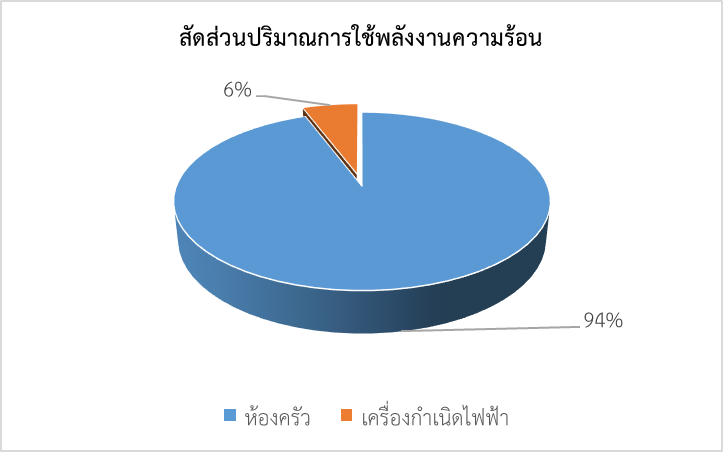 สัดส่วนปริมาณการใช้พลังงานความร้อน
6%
94%
ห้องครัว
เครื่องกำเนิดไฟฟ้า